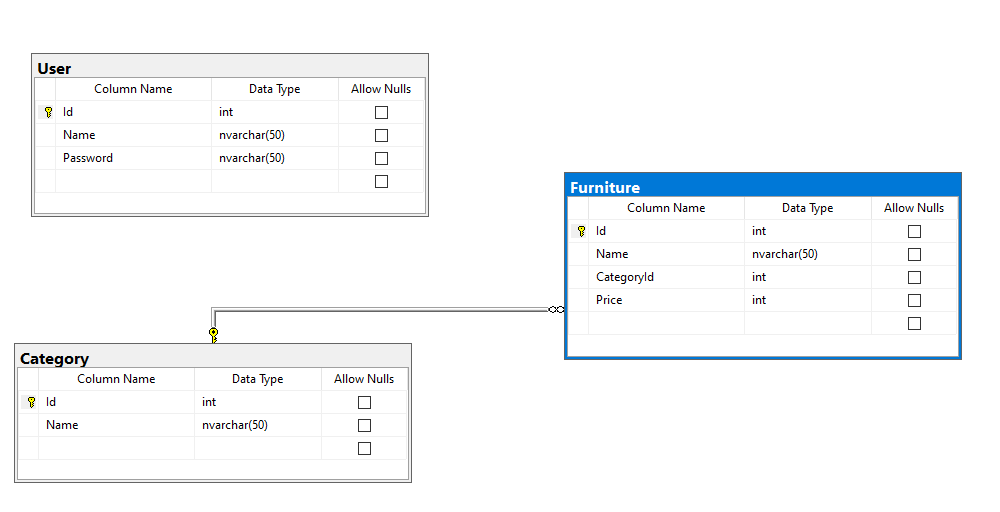 User
Column Name Data Type Allow Nulls
Id int
Name nvarchar(50)
Password nvarchar(50)
Furniture
Column Name Data Type Allow Nulls
Id int
Name nvarchar(50)
CategoryId int
Price int
Category
Column Name Data Type Allow Nulls
Id int
Name nvarchar(50)